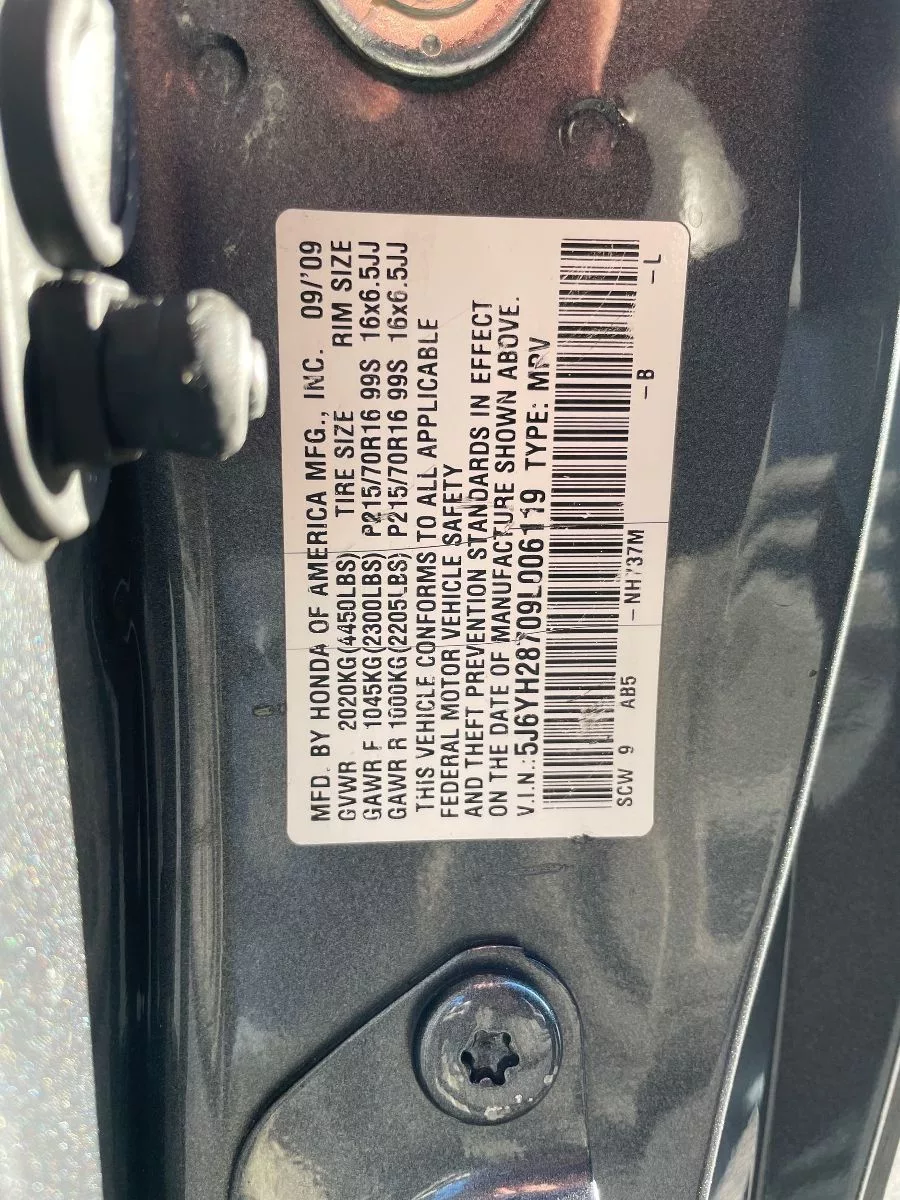 MFD. BY HONDA OF AMERICA MFG., INC. 09/'09
GVWR 2020KG(4450LBS) TIRE SIZE RIM SIZE
GAWR F 1045KG(2300LBS) P215/70R16 99S 16x6.5JJ
GAWR R 1000KG(2205LBS) P215/70R16 99S 16x6.5JJ
THIS VEHICLE CONFORMS TO ALL APPLICABLE
FEDERAL MOTOR VEHICLE SAFETY
AND THEFT PREVENTION STANDARDS IN EFFECT
ON THE DATE OF MANUFACTURE SHOWN ABOVE.
V.I.N.:5J6YH28709L006119 TYPE: MPV
SCW 9 AB5 –NH737M –B –L